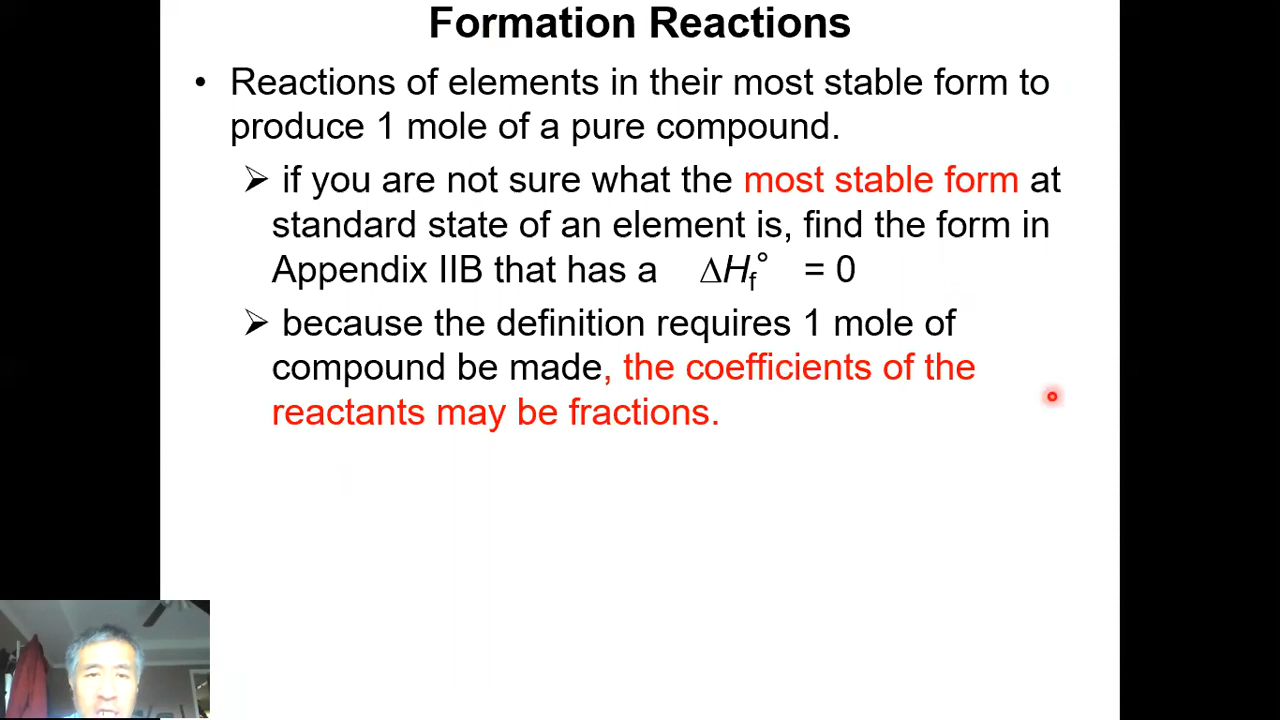 Formation Reactions
• Reactions of elements in their most stable form to
produce 1 mole of a pure compound.
➢ if you are not sure what the most stable form at
standard state of an element is, find the form in
Appendix IIB that has a ΔHf° = 0
➢ because the definition requires 1 mole of
compound be made, the coefficients of the
reactants may be fractions.